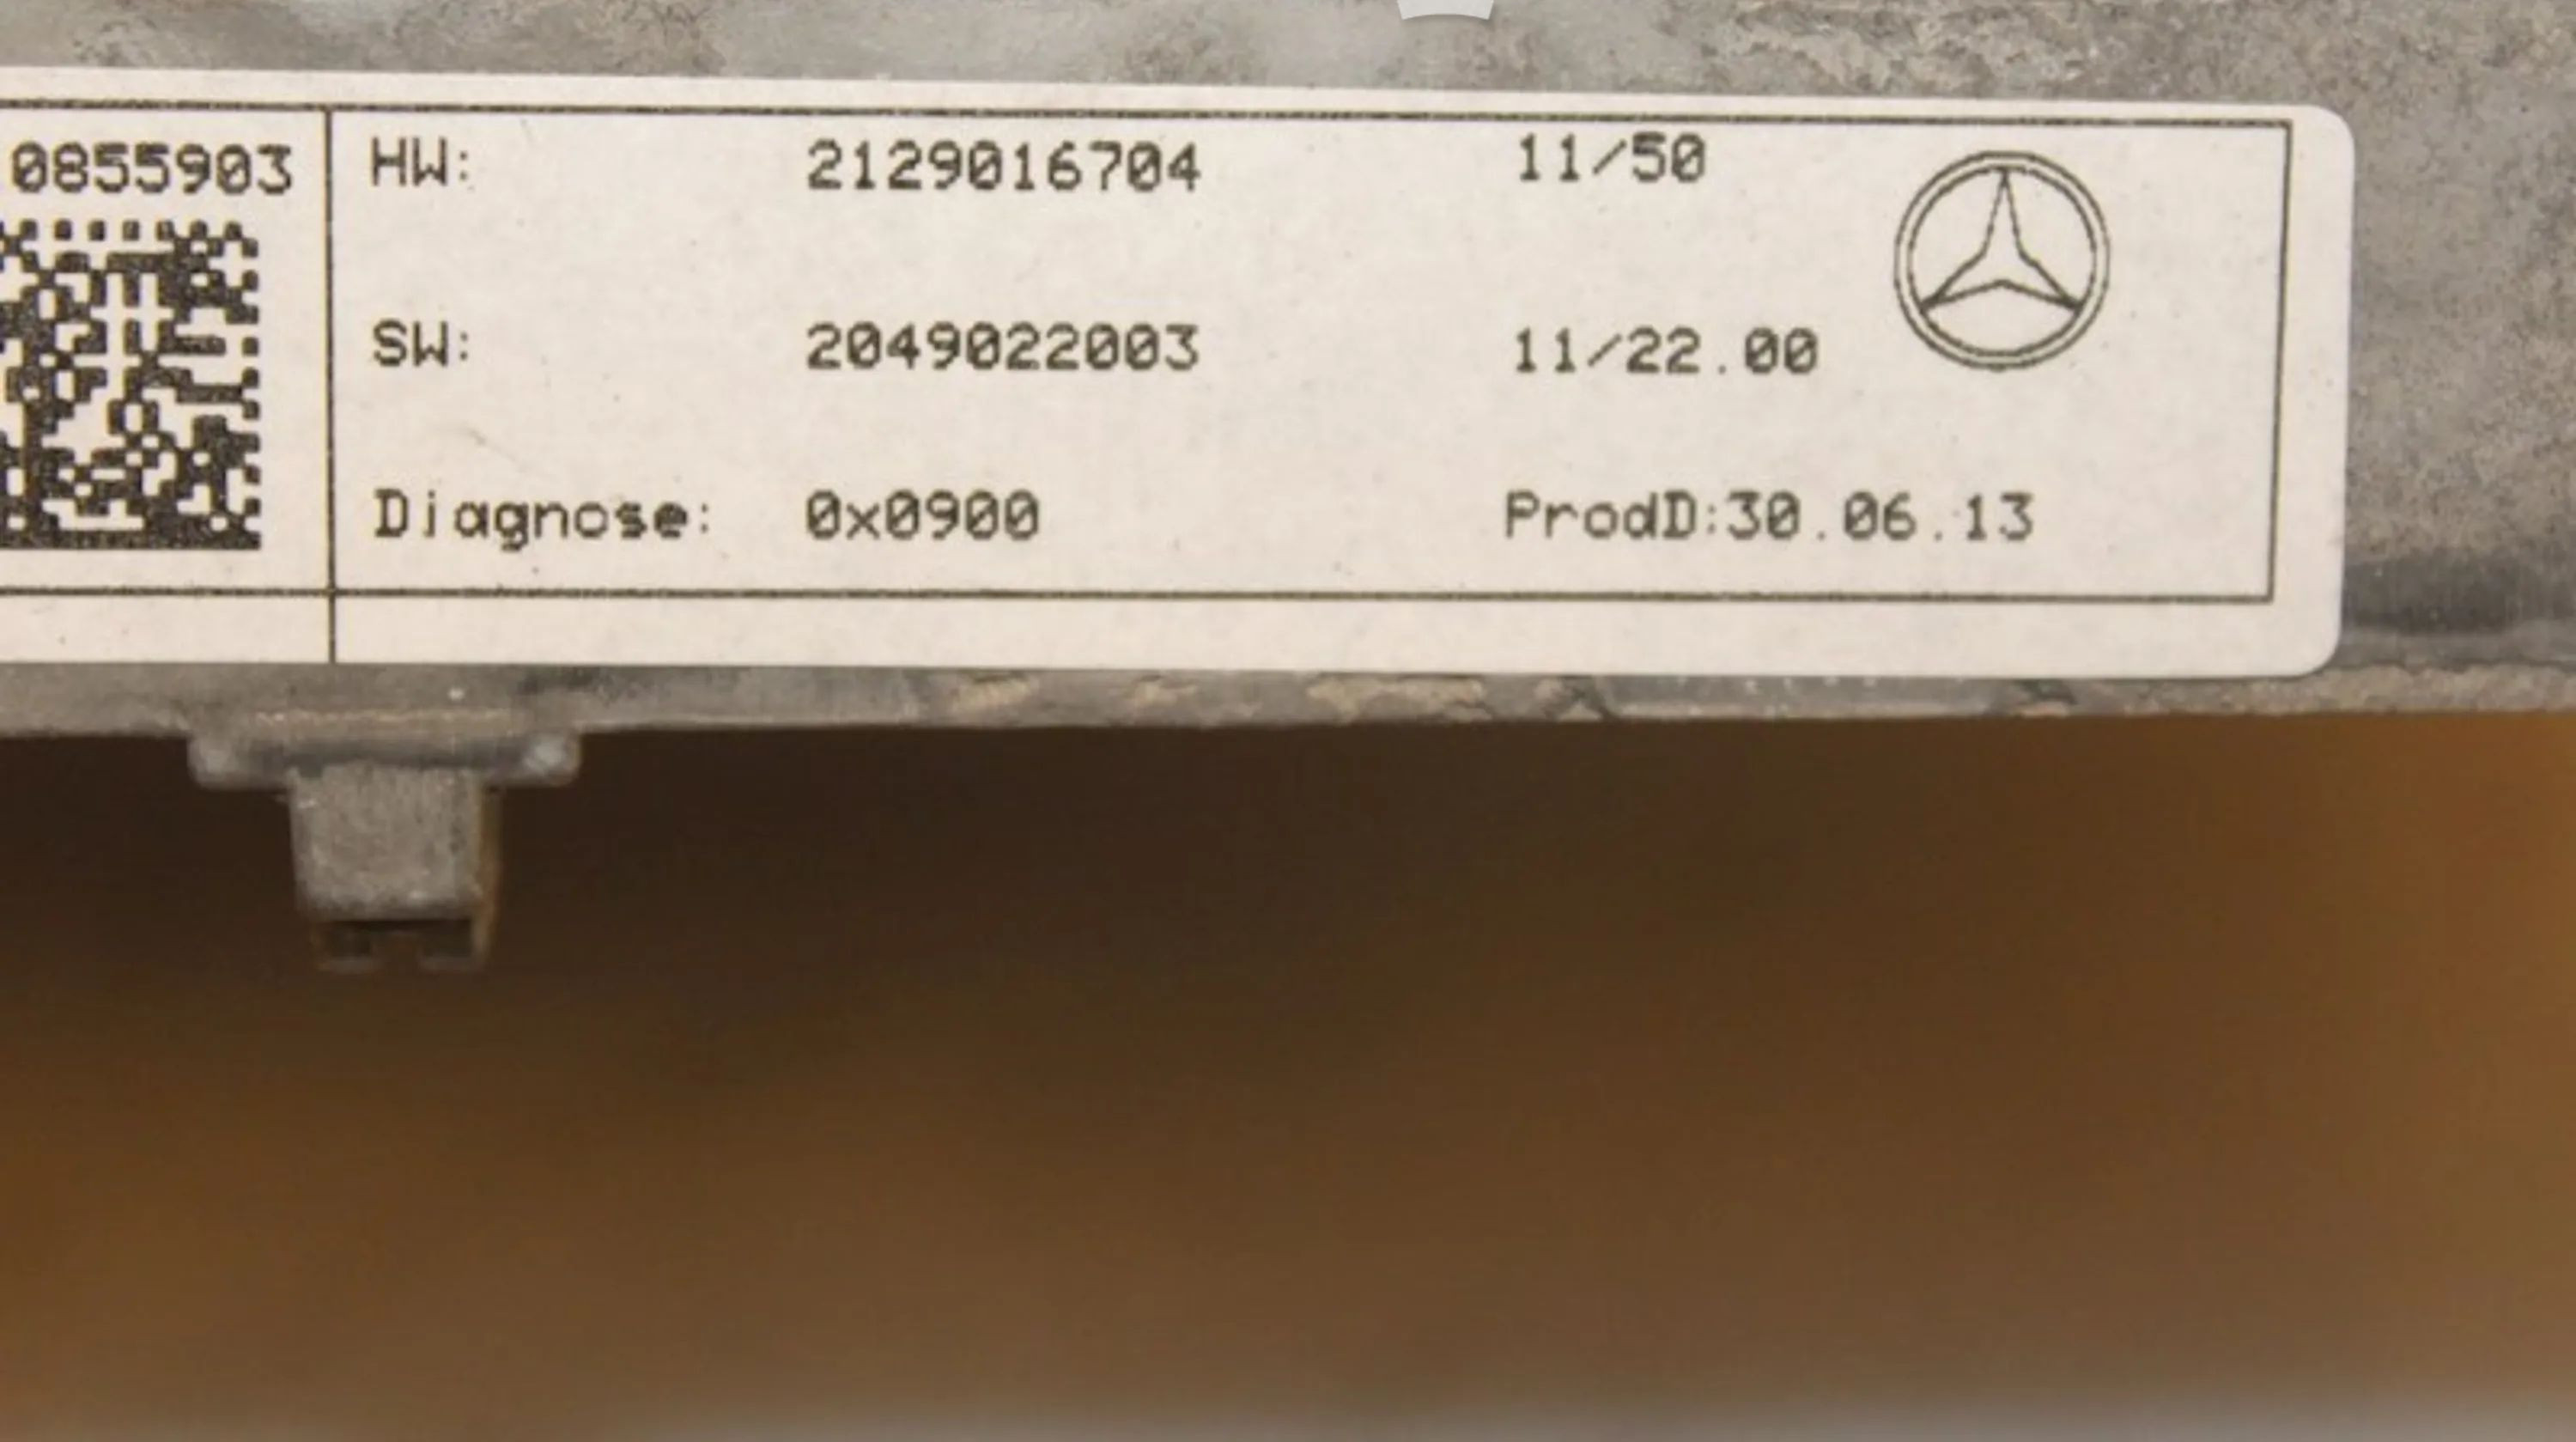 0855903
HW: 2129016704 11/50
SW: 2049022003 11/22.00
Diagnose: 0x0900 ProdD:30.06.13